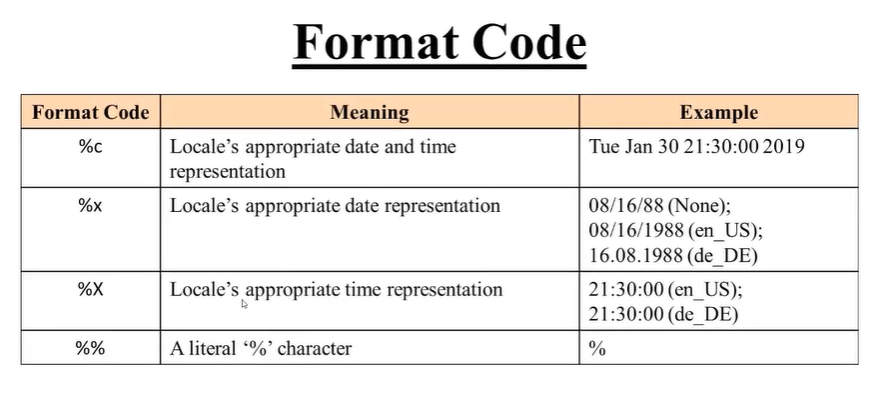 Format Code
Format Code Meaning Example
%c Locale's appropriate date and time Tue Jan 30 21:30:00 2019
representation
%x Locale's appropriate date representation 08/16/88 (None);
08/16/1988 (en_US);
16.08.1988 (de_DE)
%X Locale's appropriate time representation 21:30:00 (en_US);
21:30:00 (de_DE)
%% A literal ‘%’ character %